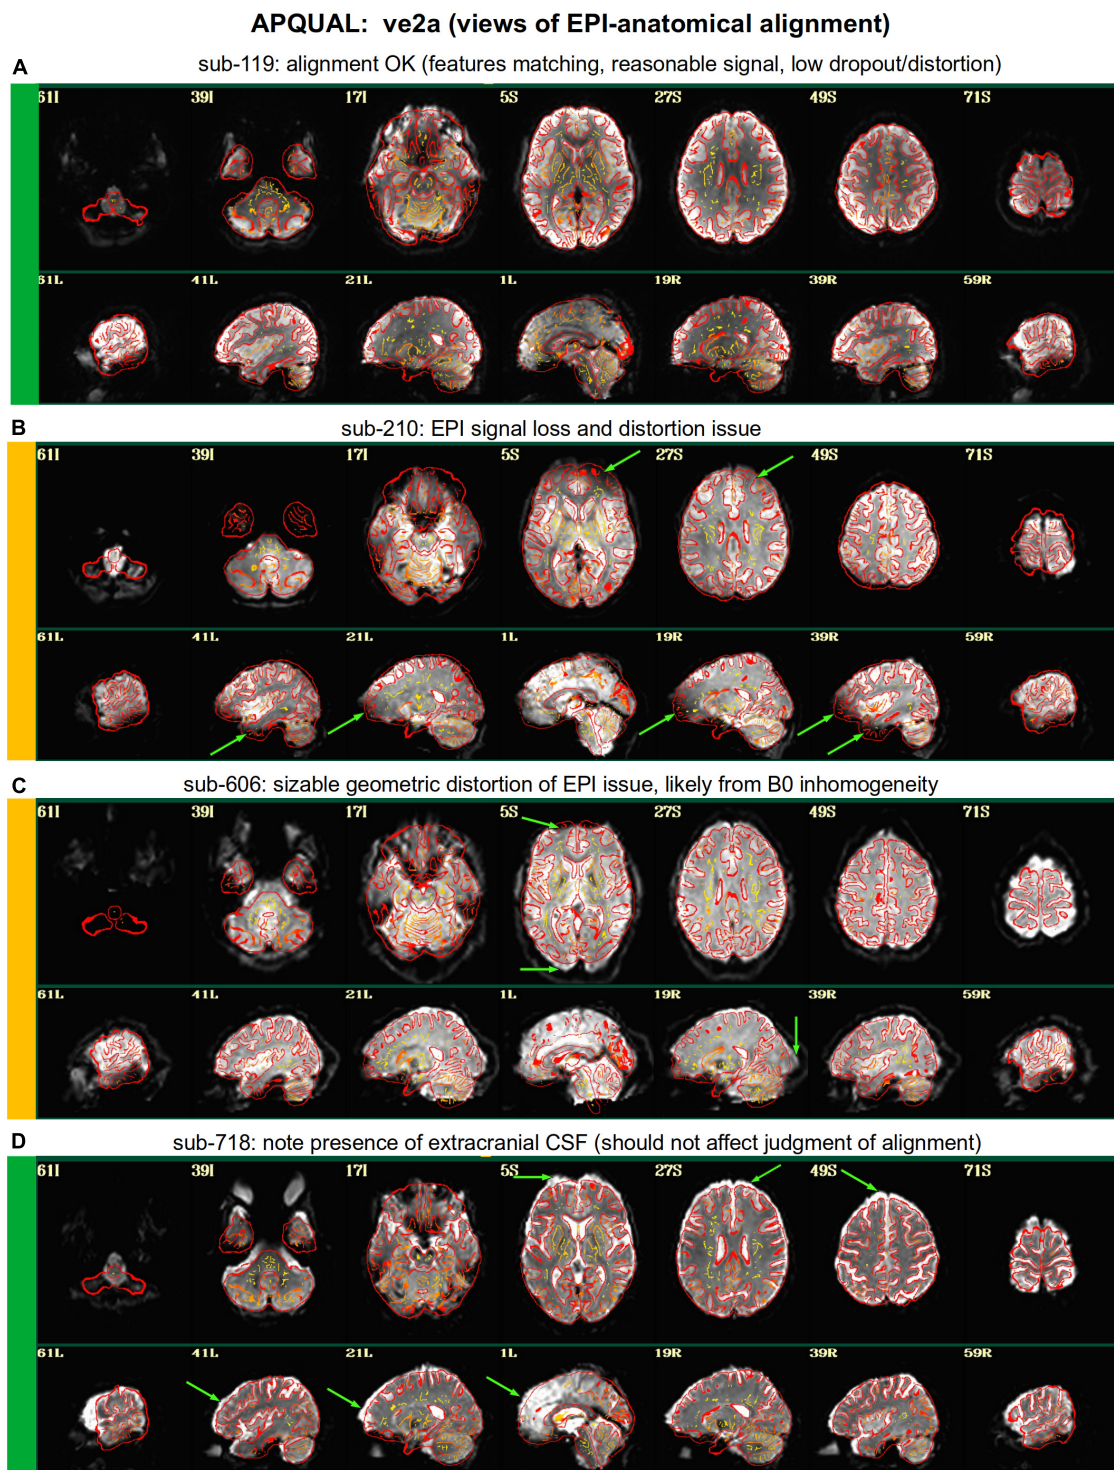 APQUAL: ve2a (views of EPI-anatomical alignment)
A
sub-119: alignment OK (features matching, reasonable signal, low dropout/distortion)
61I 39I 17I 5S 27S 49S 71S
61L 41L 21L 1L 19R 39R 59R
B
sub-210: EPI signal loss and distortion issue
61I 39I 17I 5S 27S 49S 71S
61L 41L 21L 1L 19R 39R 59R
C
sub-606: sizable geometric distortion of EPI issue, likely from B0 inhomogeneity
61I 39I 17I 5S 27S 49S 71S
61L 41L 21L 1L 19R 39R 59R
D
sub-718: note presence of extracranial CSF (should not affect judgment of alignment)
61I 39I 17I 5S 27S 49S 71S
61L 41L 21L 1L 19R 39R 59R